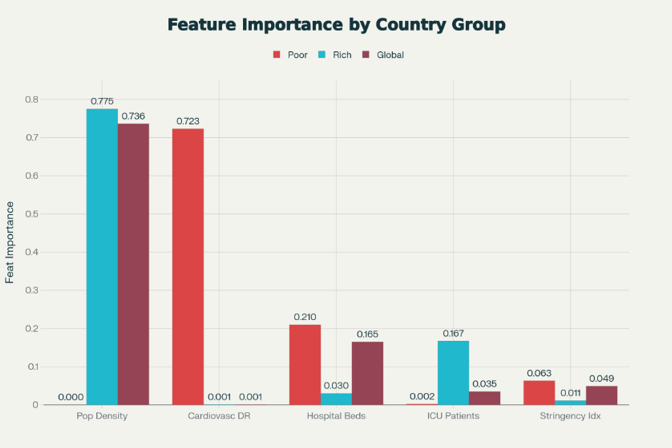 Feature Importance by Country Group
Poor Rich Global
Feat Importance
0.8
0.7
0.6
0.5
0.4
0.3
0.2
0.1
0
0.000 0.775 0.736
0.723 0.001 0.001
0.210 0.030 0.165
0.002 0.167 0.035
0.063 0.011 0.049
Pop Density Cardiovasc DR Hospital Beds ICU Patients Stringency Idx